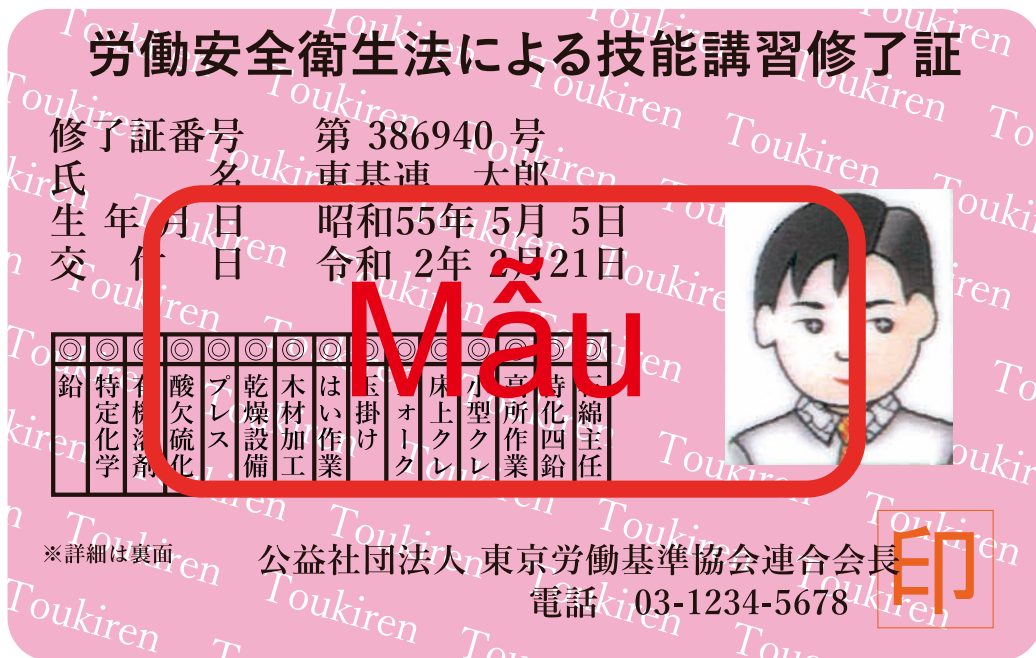 労働安全衛生法による技能講習修了証
修了証番号 第 386940 号
氏名 東基連 太郎
生年月日 昭和55年 5月 5日
交付日 令和 2年 2月21日
Mẫu
◎ ◎ ◎ ◎ ◎ ◎ ◎ ◎ ◎ ◎ ◎ ◎ ◎ ◎ ◎
鉛
特定化学
有機溶剤
酸欠硫化
プレス
乾燥設備
木材加工
はい作業
玉掛け
フォーク
床上クレ
小型クレ
高所作業
特化四鉛
石綿主任
※詳細は裏面
公益社団法人 東京労働基準協会連合会長
印
電話 03-1234-5678
Toukiren